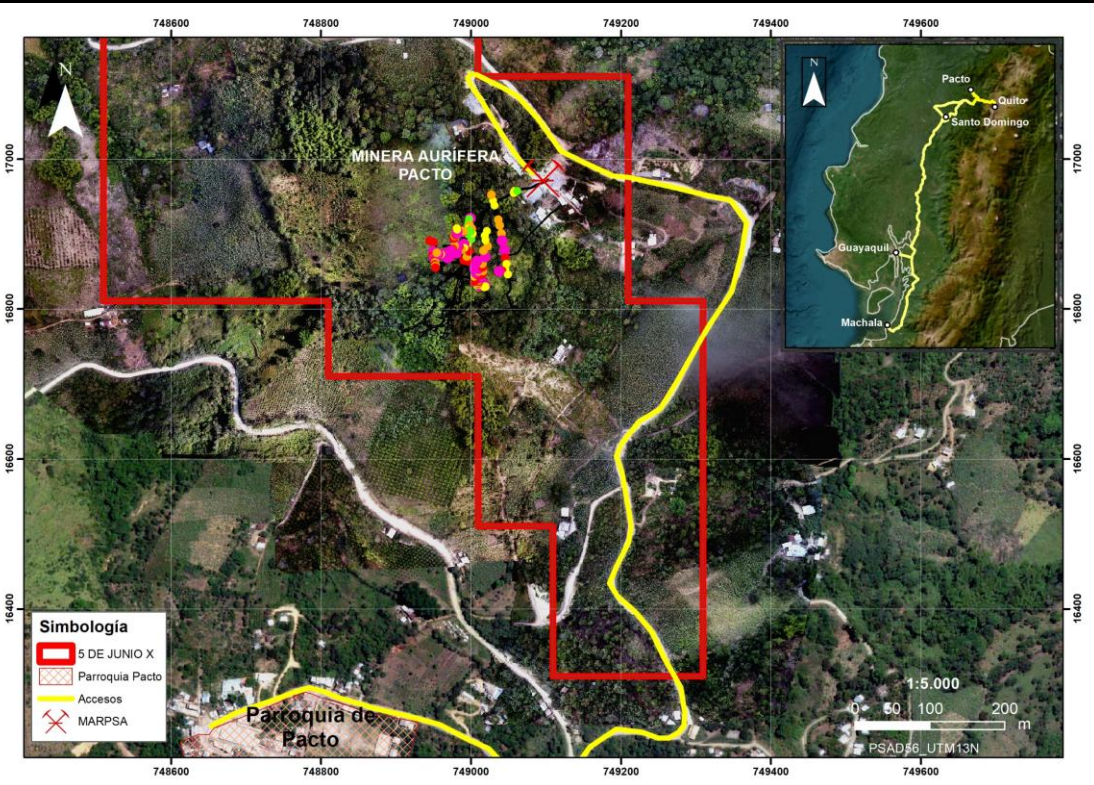 748600 748800 749000 749200 749400 749600
N
N
Pacto
Quito
Santo Domingo
Guayaquil
Machala
17000
17000
MINERA AURÍFERA
PACTO
16800
16800
16600
16600
16400
16400
Simbología
5 DE JUNIO X
Parroquia Pacto
Accesos
MARPSA
Parroquia de
Pacto
1:5.000
0 50 100 200
m
PSAD56_UTM13N
748600 748800 749000 749200 749400 749600